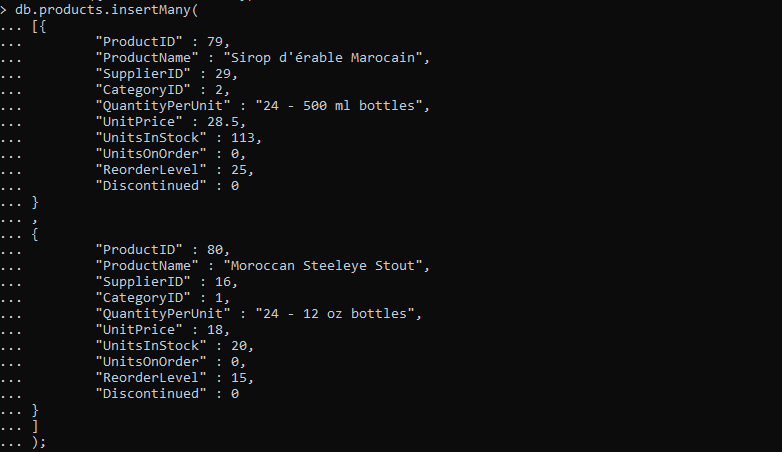 > db.products.insertMany(
... [{
...         "ProductID" : 79,
...         "ProductName" : "Sirop d'érable Marocain",
...         "SupplierID" : 29,
...         "CategoryID" : 2,
...         "QuantityPerUnit" : "24 - 500 ml bottles",
...         "UnitPrice" : 28.5,
...         "UnitsInStock" : 113,
...         "UnitsOnOrder" : 0,
...         "ReorderLevel" : 25,
...         "Discontinued" : 0
... }
... ,
... {
...         "ProductID" : 80,
...         "ProductName" : "Moroccan Steeleye Stout",
...         "SupplierID" : 16,
...         "CategoryID" : 1,
...         "QuantityPerUnit" : "24 - 12 oz bottles",
...         "UnitPrice" : 18,
...         "UnitsInStock" : 20,
...         "UnitsOnOrder" : 0,
...         "ReorderLevel" : 15,
...         "Discontinued" : 0
... }
... ]
... );